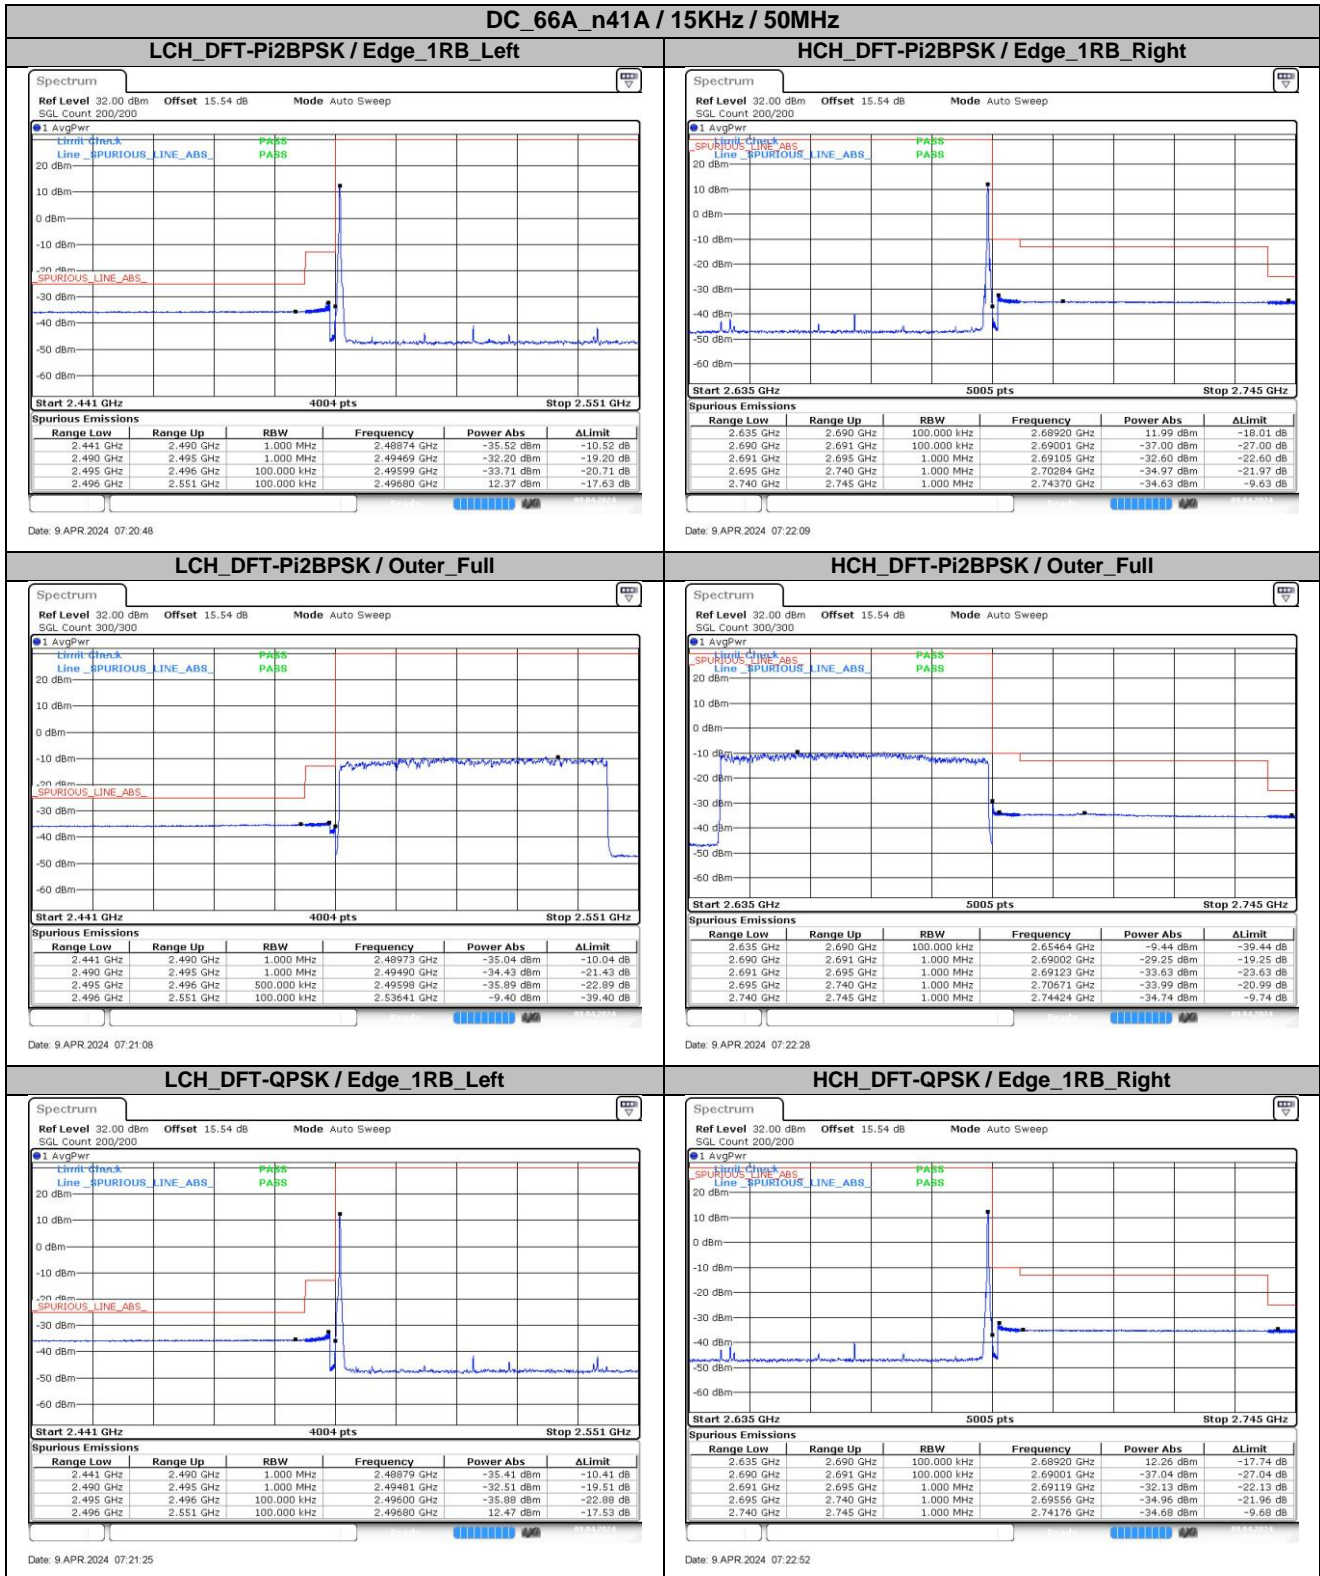 DC_66A_n41A / 15KHz / 50MHz
LCH_DFT-Pi2BPSK / Edge_1RB_Left
Spectrum
Ref Level 32.00 dBm Offset 15.54 dB Mode Auto Sweep
SGL Count 200/200
1 AvgPwr
Limit Check PASS
Line _SPURIOUS_LINE_ABS_ PASS
20 dBm
10 dBm
0 dBm
-10 dBm
-20 dBm
_SPURIOUS_LINE_ABS_
-30 dBm
-40 dBm
-50 dBm
-60 dBm
Start 2.441 GHz 4004 pts Stop 2.551 GHz
Spurious Emissions
Range Low Range Up RBW Frequency Power Abs ΔLimit
2.441 GHz 2.490 GHz 1.000 MHz 2.48874 GHz -35.52 dBm -10.52 dB
2.490 GHz 2.495 GHz 1.000 MHz 2.49469 GHz -32.20 dBm -19.20 dB
2.495 GHz 2.496 GHz 100.000 kHz 2.49599 GHz -33.71 dBm -20.71 dB
2.496 GHz 2.551 GHz 100.000 kHz 2.49680 GHz 12.37 dBm -17.63 dB
Date: 9.APR.2024 07:20:48
HCH_DFT-Pi2BPSK / Edge_1RB_Right
Spectrum
Ref Level 32.00 dBm Offset 15.54 dB Mode Auto Sweep
SGL Count 200/200
1 AvgPwr
Limit Check PASS
_SPURIOUS_LINE_ABS_
Line _SPURIOUS_LINE_ABS_ PASS
20 dBm
10 dBm
0 dBm
-10 dBm
-20 dBm
-30 dBm
-40 dBm
-50 dBm
-60 dBm
Start 2.635 GHz 5005 pts Stop 2.745 GHz
Spurious Emissions
Range Low Range Up RBW Frequency Power Abs ΔLimit
2.635 GHz 2.690 GHz 100.000 kHz 2.68920 GHz 11.99 dBm -18.01 dB
2.690 GHz 2.691 GHz 100.000 kHz 2.69001 GHz -37.00 dBm -27.00 dB
2.691 GHz 2.695 GHz 1.000 MHz 2.69105 GHz -32.60 dBm -22.60 dB
2.695 GHz 2.740 GHz 1.000 MHz 2.70284 GHz -34.97 dBm -21.97 dB
2.740 GHz 2.745 GHz 1.000 MHz 2.74370 GHz -34.63 dBm -9.63 dB
Date: 9.APR.2024 07:22:09
LCH_DFT-Pi2BPSK / Outer_Full
Spectrum
Ref Level 32.00 dBm Offset 15.54 dB Mode Auto Sweep
SGL Count 300/300
1 AvgPwr
Limit Check PASS
Line _SPURIOUS_LINE_ABS_ PASS
20 dBm
10 dBm
0 dBm
-10 dBm
-20 dBm
_SPURIOUS_LINE_ABS_
-30 dBm
-40 dBm
-50 dBm
-60 dBm
Start 2.441 GHz 4004 pts Stop 2.551 GHz
Spurious Emissions
Range Low Range Up RBW Frequency Power Abs ΔLimit
2.441 GHz 2.490 GHz 1.000 MHz 2.48973 GHz -35.04 dBm -10.04 dB
2.490 GHz 2.495 GHz 1.000 MHz 2.49490 GHz -34.43 dBm -21.43 dB
2.495 GHz 2.496 GHz 500.000 kHz 2.49598 GHz -35.89 dBm -22.89 dB
2.496 GHz 2.551 GHz 100.000 kHz 2.53641 GHz -9.40 dBm -39.40 dB
Date: 9.APR.2024 07:21:08
HCH_DFT-Pi2BPSK / Outer_Full
Spectrum
Ref Level 32.00 dBm Offset 15.54 dB Mode Auto Sweep
SGL Count 300/300
1 AvgPwr
Limit Check PASS
_SPURIOUS_LINE_ABS_
Line _SPURIOUS_LINE_ABS_ PASS
20 dBm
10 dBm
0 dBm
-10 dBm
-20 dBm
-30 dBm
-40 dBm
-50 dBm
-60 dBm
Start 2.635 GHz 5005 pts Stop 2.745 GHz
Spurious Emissions
Range Low Range Up RBW Frequency Power Abs ΔLimit
2.635 GHz 2.690 GHz 100.000 kHz 2.65464 GHz -9.44 dBm -39.44 dB
2.690 GHz 2.691 GHz 1.000 MHz 2.69002 GHz -29.25 dBm -19.25 dB
2.691 GHz 2.695 GHz 1.000 MHz 2.69123 GHz -33.63 dBm -23.63 dB
2.695 GHz 2.740 GHz 1.000 MHz 2.70671 GHz -33.99 dBm -20.99 dB
2.740 GHz 2.745 GHz 1.000 MHz 2.74424 GHz -34.74 dBm -9.74 dB
Date: 9.APR.2024 07:22:28
LCH_DFT-QPSK / Edge_1RB_Left
Spectrum
Ref Level 32.00 dBm Offset 15.54 dB Mode Auto Sweep
SGL Count 200/200
1 AvgPwr
Limit Check PASS
Line _SPURIOUS_LINE_ABS_ PASS
20 dBm
10 dBm
0 dBm
-10 dBm
-20 dBm
_SPURIOUS_LINE_ABS_
-30 dBm
-40 dBm
-50 dBm
-60 dBm
Start 2.441 GHz 4004 pts Stop 2.551 GHz
Spurious Emissions
Range Low Range Up RBW Frequency Power Abs ΔLimit
2.441 GHz 2.490 GHz 1.000 MHz 2.48879 GHz -35.41 dBm -10.41 dB
2.490 GHz 2.495 GHz 1.000 MHz 2.49481 GHz -32.51 dBm -19.51 dB
2.495 GHz 2.496 GHz 100.000 kHz 2.49600 GHz -35.88 dBm -22.88 dB
2.496 GHz 2.551 GHz 100.000 kHz 2.49680 GHz 12.47 dBm -17.53 dB
Date: 9.APR.2024 07:21:25
HCH_DFT-QPSK / Edge_1RB_Right
Spectrum
Ref Level 32.00 dBm Offset 15.54 dB Mode Auto Sweep
SGL Count 200/200
1 AvgPwr
Limit Check PASS
_SPURIOUS_LINE_ABS_
Line _SPURIOUS_LINE_ABS_ PASS
20 dBm
10 dBm
0 dBm
-10 dBm
-20 dBm
-30 dBm
-40 dBm
-50 dBm
-60 dBm
Start 2.635 GHz 5005 pts Stop 2.745 GHz
Spurious Emissions
Range Low Range Up RBW Frequency Power Abs ΔLimit
2.635 GHz 2.690 GHz 100.000 kHz 2.68920 GHz 12.26 dBm -17.74 dB
2.690 GHz 2.691 GHz 100.000 kHz 2.69001 GHz -37.04 dBm -27.04 dB
2.691 GHz 2.695 GHz 1.000 MHz 2.69119 GHz -32.13 dBm -22.13 dB
2.695 GHz 2.740 GHz 1.000 MHz 2.69556 GHz -34.96 dBm -21.96 dB
2.740 GHz 2.745 GHz 1.000 MHz 2.74176 GHz -34.68 dBm -9.68 dB
Date: 9.APR.2024 07:22:52